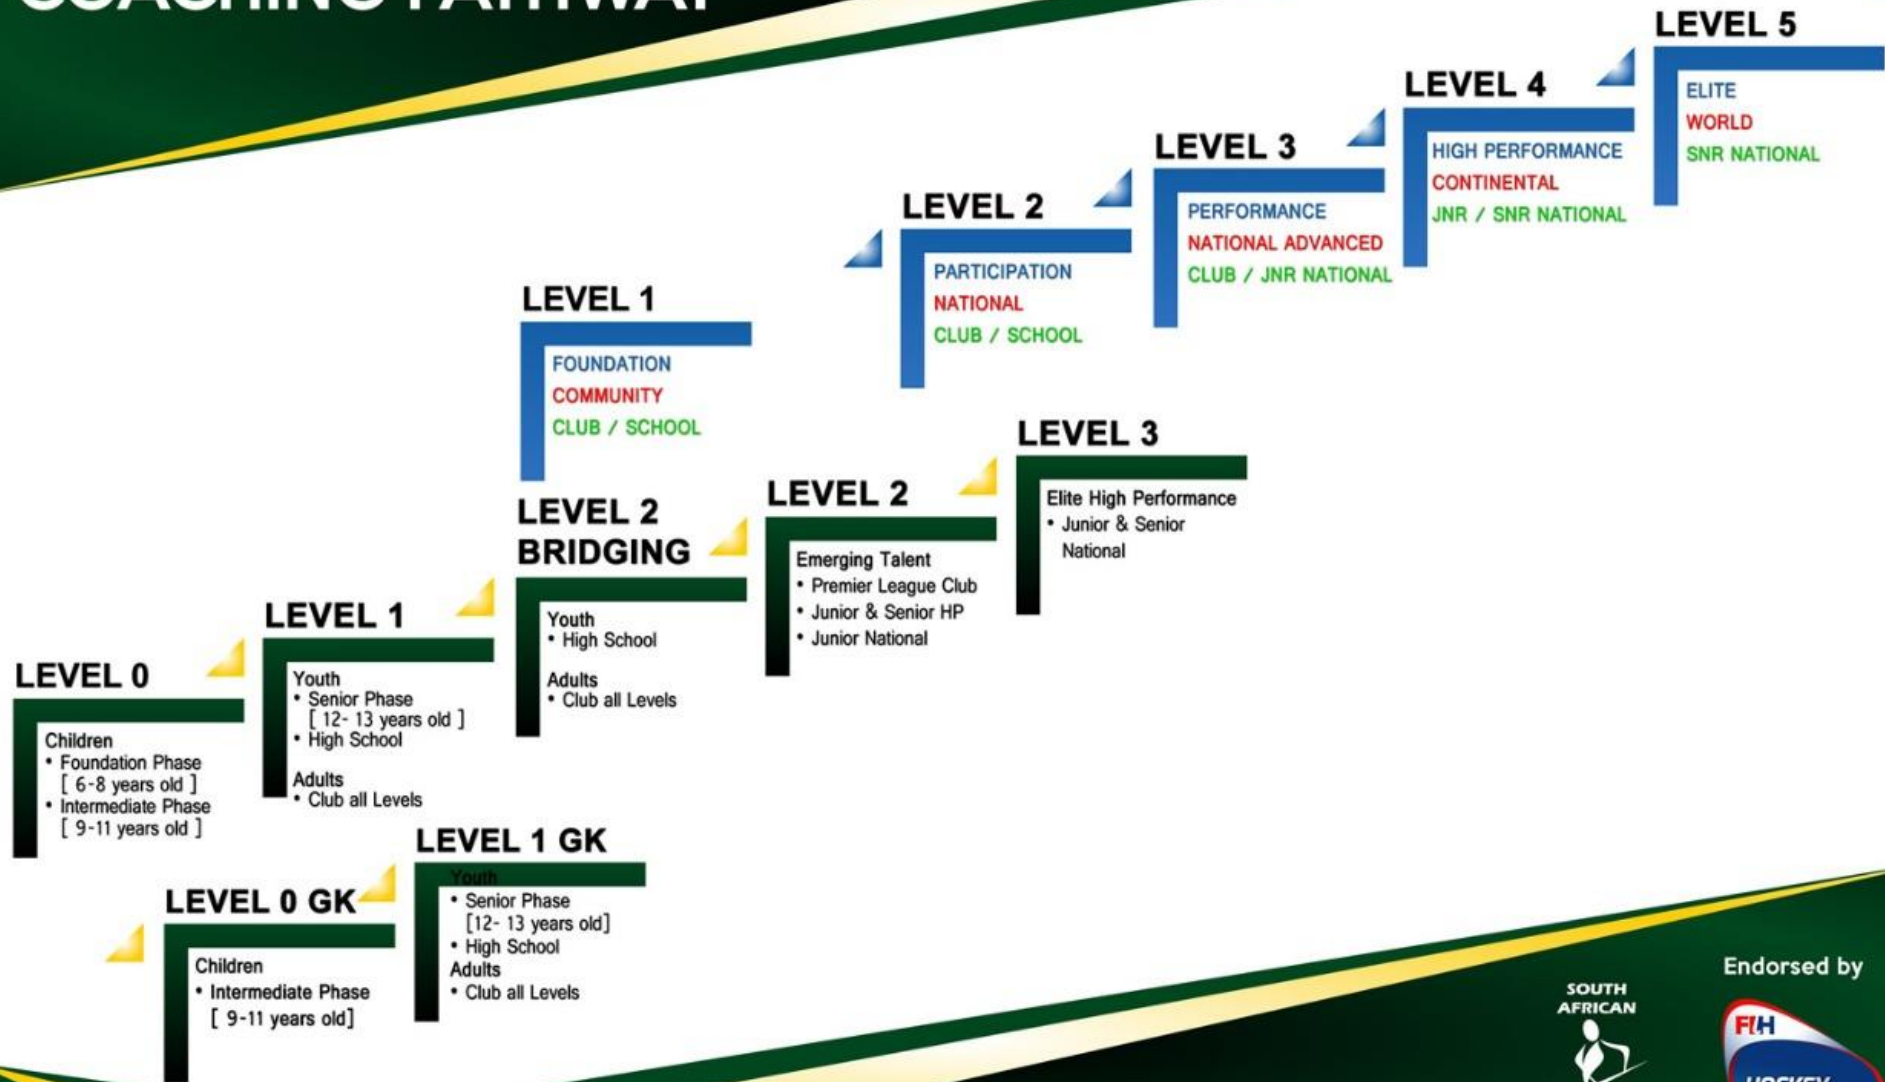 COACHING PATHWAY
LEVEL 5
ELITE
WORLD
SNR NATIONAL
LEVEL 4
HIGH PERFORMANCE
CONTINENTAL
JNR / SNR NATIONAL
LEVEL 3
PERFORMANCE
NATIONAL ADVANCED
CLUB / JNR NATIONAL
LEVEL 2
PARTICIPATION
NATIONAL
CLUB / SCHOOL
LEVEL 1
FOUNDATION
COMMUNITY
CLUB / SCHOOL
LEVEL 3
Elite High Performance
• Junior & Senior
National
LEVEL 2
Emerging Talent
• Premier League Club
• Junior & Senior HP
• Junior National
LEVEL 2
BRIDGING
Youth
• High School
Adults
• Club all Levels
LEVEL 1
Youth
• Senior Phase
[ 12- 13 years old ]
• High School
Adults
• Club all Levels
LEVEL 0
Children
• Foundation Phase
[ 6-8 years old ]
• Intermediate Phase
[ 9-11 years old ]
LEVEL 1 GK
Youth
• Senior Phase
[12- 13 years old]
• High School
Adults
• Club all Levels
LEVEL 0 GK
Children
• Intermediate Phase
[ 9-11 years old]
Endorsed by
SOUTH
AFRICAN
FIH
HOCKEY